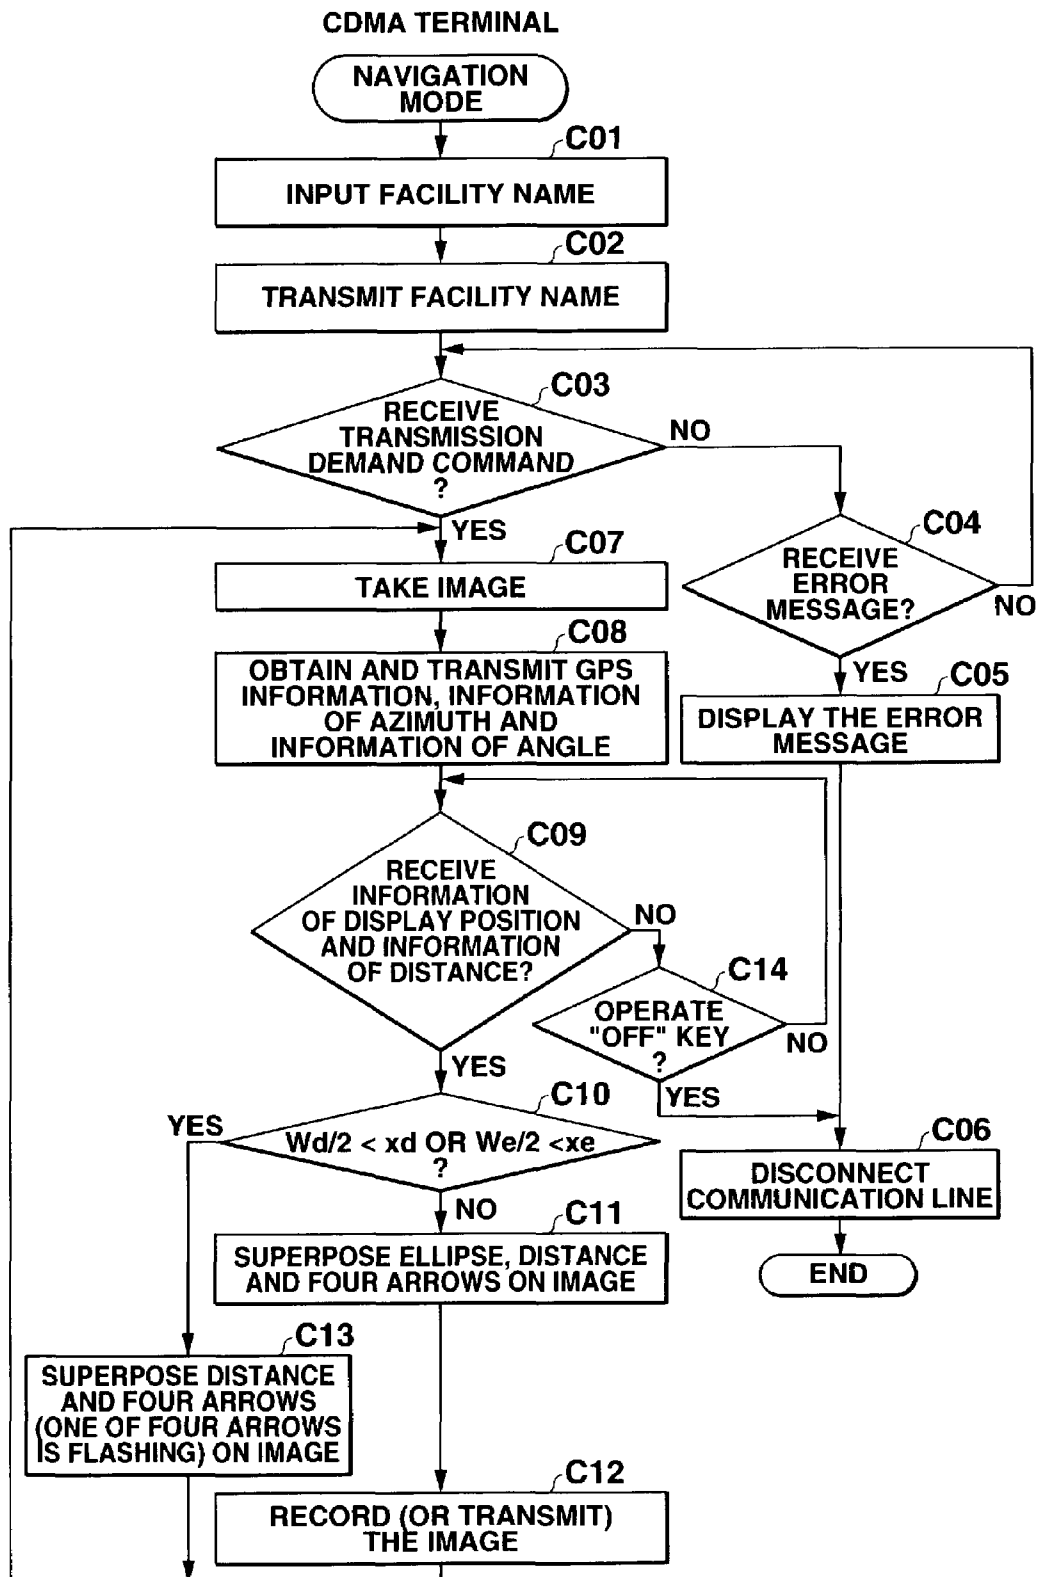 CDMA TERMINAL
NAVIGATION
MODE
C01
INPUT FACILITY NAME
C02
TRANSMIT FACILITY NAME
C03
RECEIVE
TRANSMISSION
DEMAND COMMAND
?
NO
YES
C04
RECEIVE
ERROR
MESSAGE?
NO
YES
C05
DISPLAY THE ERROR
MESSAGE
C07
TAKE IMAGE
C08
OBTAIN AND TRANSMIT GPS
INFORMATION, INFORMATION
OF AZIMUTH AND
INFORMATION OF ANGLE
C09
RECEIVE
INFORMATION
OF DISPLAY POSITION
AND INFORMATION
OF DISTANCE?
NO
YES
C14
OPERATE
"OFF" KEY
?
NO
YES
C10
Wd/2 < xd OR We/2 <xe
?
YES
NO
C06
DISCONNECT
COMMUNICATION LINE
END
C11
SUPERPOSE ELLIPSE, DISTANCE
AND FOUR ARROWS ON IMAGE
C13
SUPERPOSE DISTANCE
AND FOUR ARROWS
(ONE OF FOUR ARROWS
IS FLASHING) ON IMAGE
C12
RECORD (OR TRANSMIT)
THE IMAGE